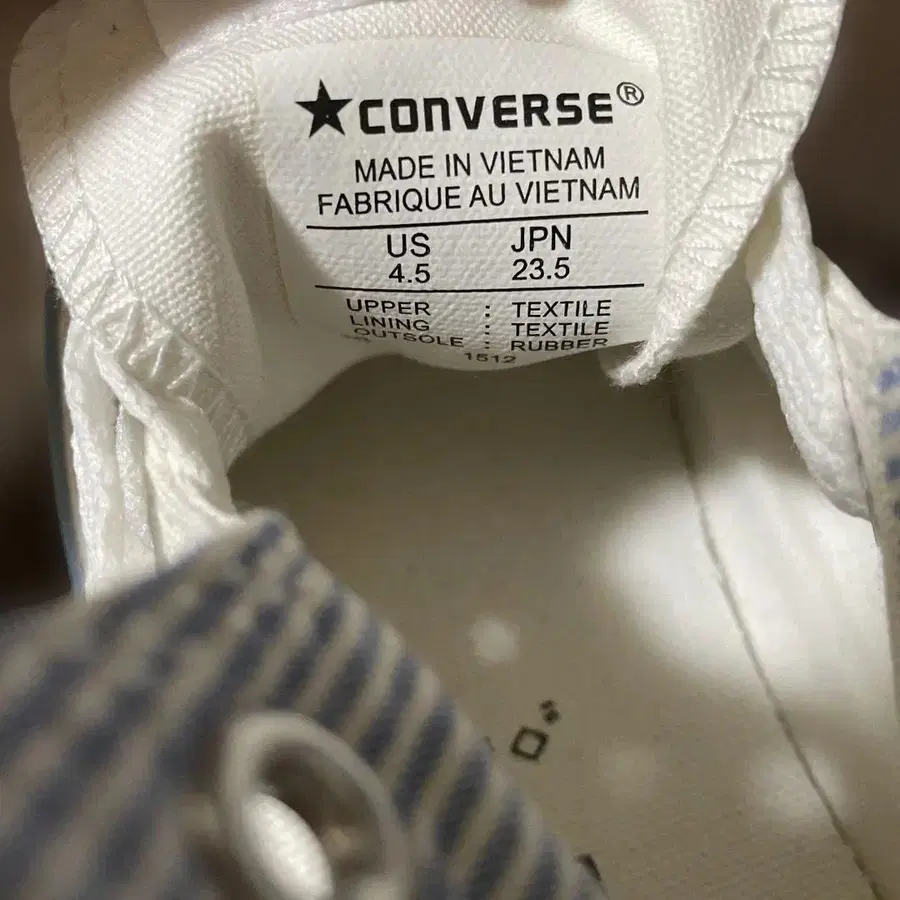 ★CONVERSE®
MADE IN VIETNAM
FABRIQUE AU VIETNAM
US JPN
4.5 23.5
UPPER : TEXTILE
LINING : TEXTILE
OUTSOLE : RUBBER
1512